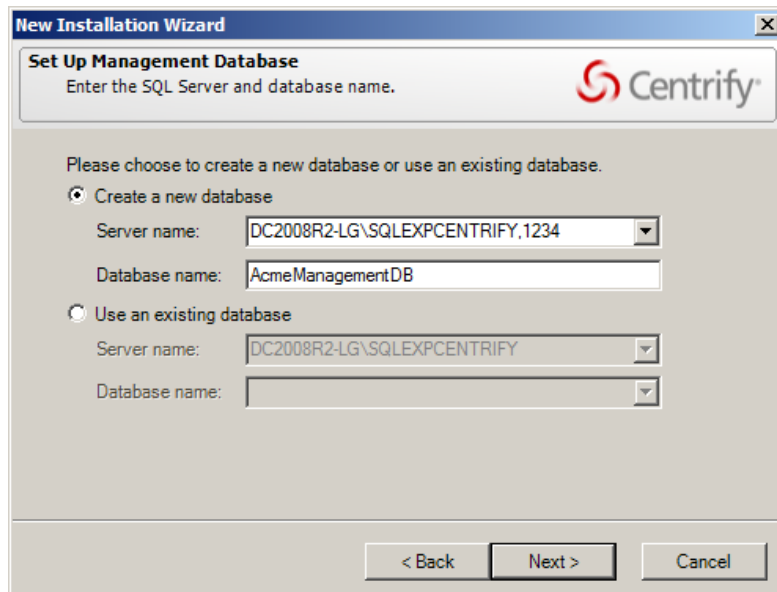 New Installation Wizard
Set Up Management Database
Enter the SQL Server and database name.
Centrify
Please choose to create a new database or use an existing database.
Create a new database
Server name: DC2008R2-LG\SQLEXPCENTRIFY,1234
Database name: AcmeManagementDB
Use an existing database
Server name: DC2008R2-LG\SQLEXPCENTRIFY
Database name:
< Back Next > Cancel